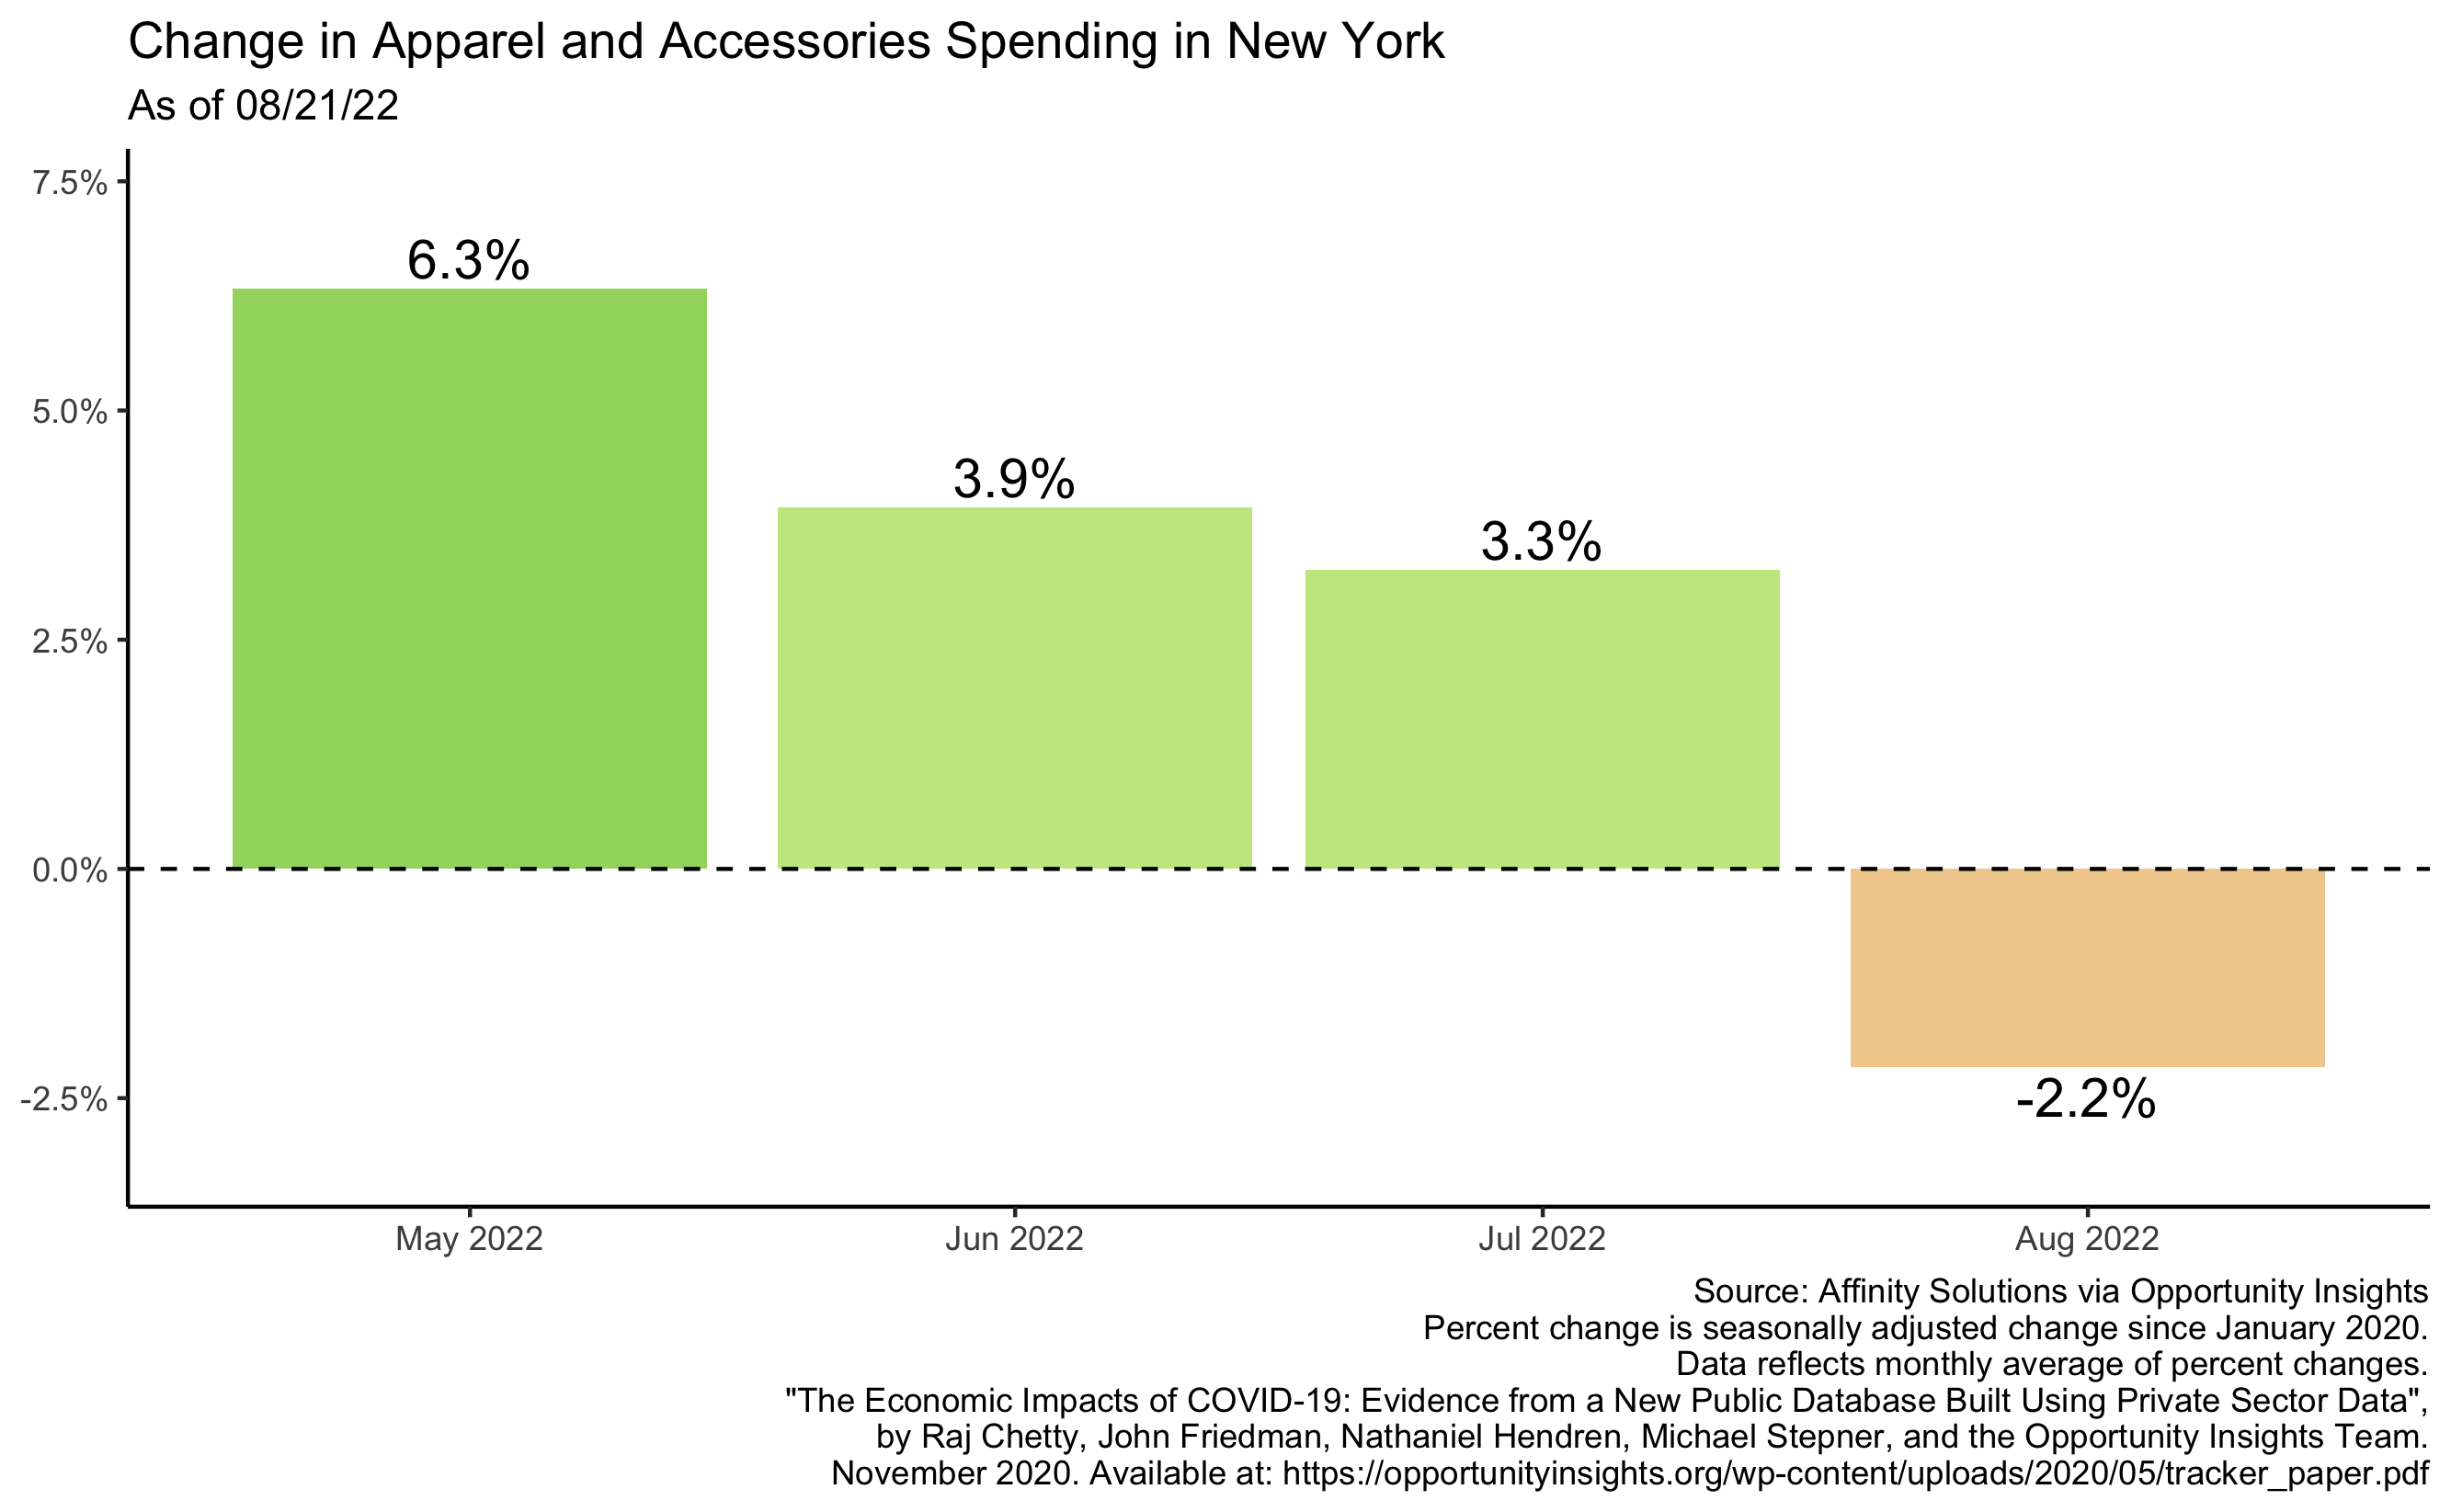 Change in Apparel and Accessories Spending in New York
As of 08/21/22
7.5%
5.0%
2.5%
0.0%
-2.5%
6.3%
3.9%
3.3%
-2.2%
May 2022
Jun 2022
Jul 2022
Aug 2022
Source: Affinity Solutions via Opportunity Insights
Percent change is seasonally adjusted change since January 2020.
Data reflects monthly average of percent changes.
"The Economic Impacts of COVID-19: Evidence from a New Public Database Built Using Private Sector Data",
by Raj Chetty, John Friedman, Nathaniel Hendren, Michael Stepner, and the Opportunity Insights Team.
November 2020. Available at: https://opportunityinsights.org/wp-content/uploads/2020/05/tracker_paper.pdf